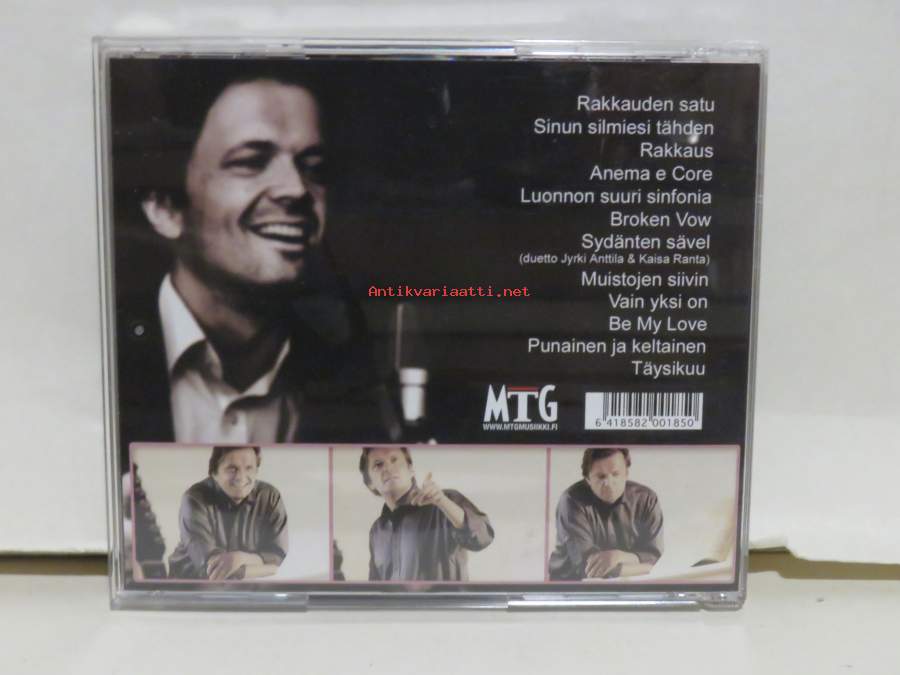 Rakkauden satu
Sinun silmiesi tähden
Rakkaus
Anema e Core
Luonnon suuri sinfonia
Broken Vow
Sydänten sävel
(duetto Jyrki Anttila & Kaisa Ranta)
Muistojen siivin
Vain yksi on
Be My Love
Punainen ja keltainen
Täysikuu
Antikvariaatti.net
MTG
WWW.MTGMUSIIKKI.FI
6 418582 001850